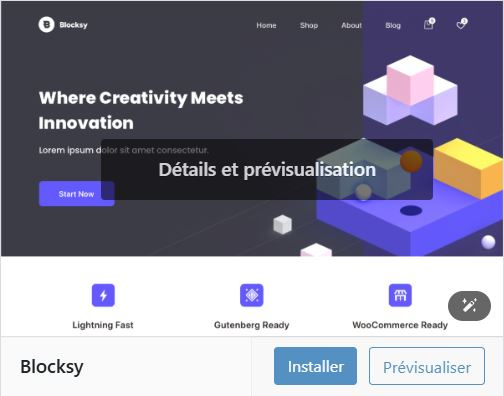 Blocksy
Home Shop About Blog
Where Creativity Meets
Innovation
Lorem ipsum dolor sit amet consectetur.
Détails et prévisualisation
Start Now
Lightning Fast
Gutenberg Ready
WooCommerce Ready
Blocksy
Installer
Prévisualiser